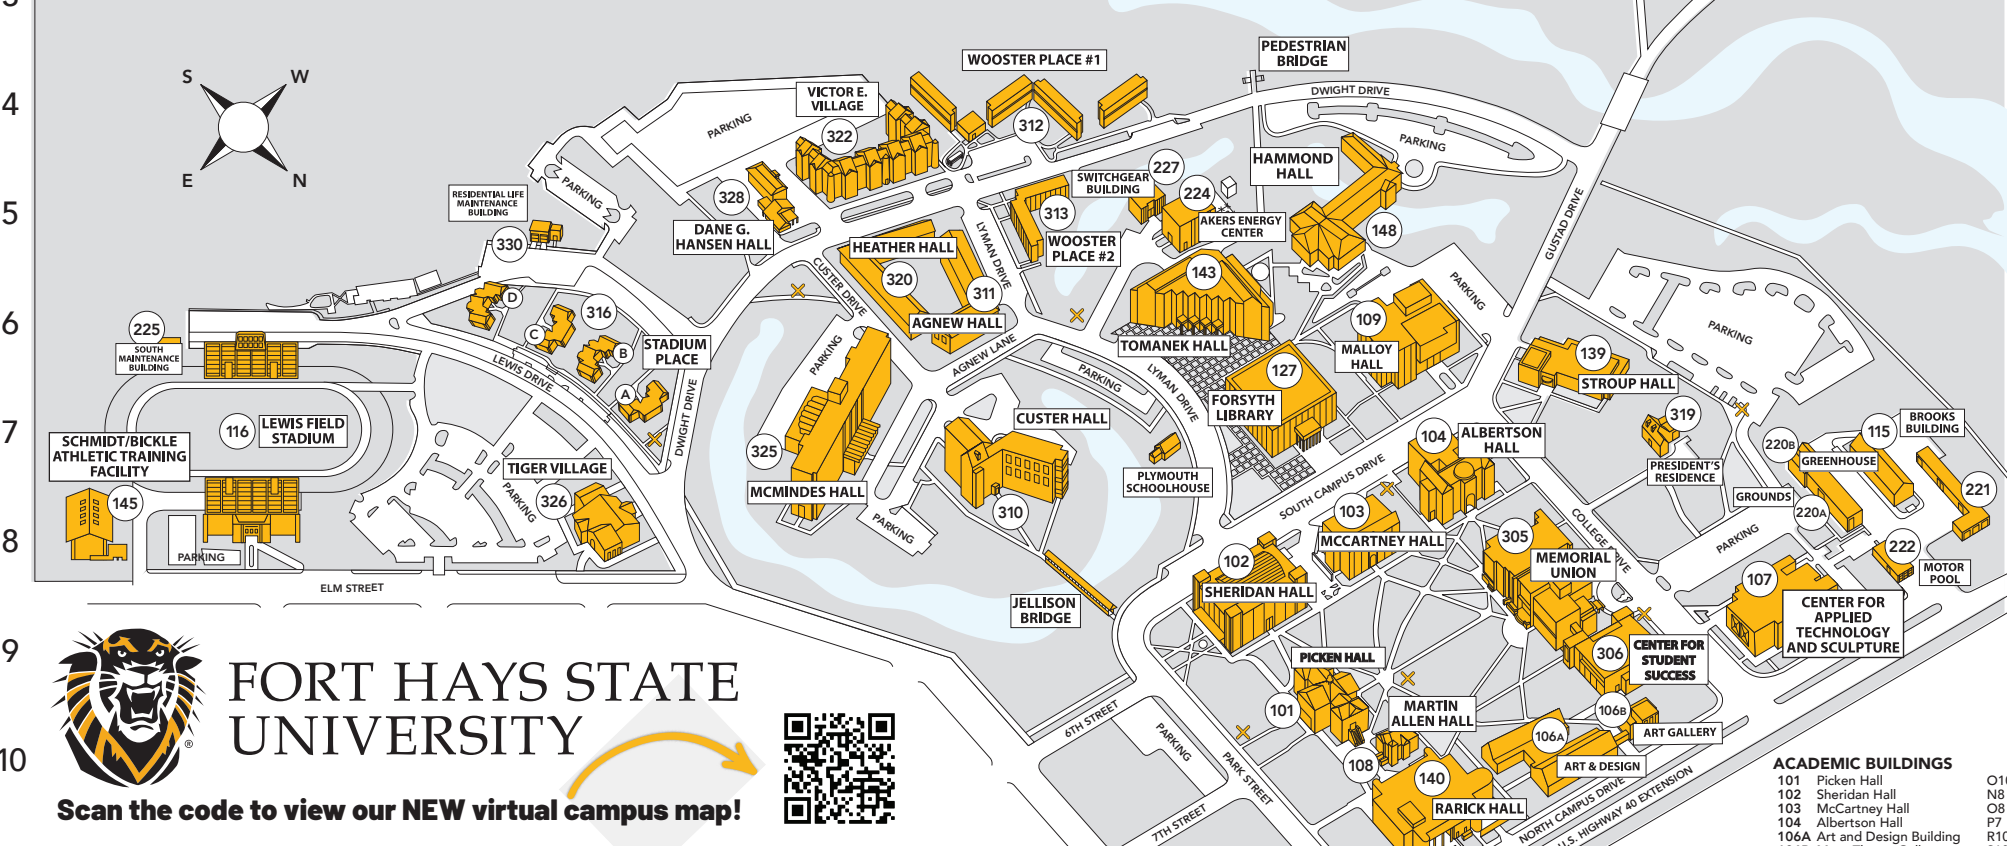 3
4
5
6
7
8
9
10
S
W
E
N
WOOSTER PLACE #1
PEDESTRIAN
BRIDGE
DWIGHT DRIVE
VICTOR E.
VILLAGE
PARKING
322
312
PARKING
HAMMOND
HALL
227
SWITCHGEAR
BUILDING
224
AKERS ENERGY
CENTER
148
RESIDENTIAL LIFE
MAINTENANCE
BUILDING
PARKING
328
DANE G.
HANSEN HALL
313
WOOSTER
PLACE #2
LYMAN DRIVE
GUSTAD DRIVE
330
HEATHER HALL
320
311
CUSTER DRIVE
143
TOMANEK HALL
PARKING
109
MALLOY
HALL
PARKING
D
C
316
B
A
STADIUM
PLACE
225
SOUTH
MAINTENANCE
BUILDING
LEWIS DRIVE
DWIGHT DRIVE
AGNEW HALL
AGNEW LANE
PARKING
PARKING
LYMAN DRIVE
127
FORSYTH
LIBRARY
139
STROUP HALL
319
PRESIDENT'S
RESIDENCE
116
LEWIS FIELD
STADIUM
SCHMIDT/BICKLE
ATHLETIC TRAINING
FACILITY
145
TIGER VILLAGE
326
PARKING
PARKING
ELM STREET
325
MCMINDES HALL
CUSTER HALL
310
PARKING
PLYMOUTH
SCHOOLHOUSE
104
ALBERTSON
HALL
SOUTH CAMPUS DRIVE
103
MCCARTNEY HALL
220B
GREENHOUSE
115
BROOKS
BUILDING
GROUNDS
220A
221
222
MOTOR
POOL
PARKING
COLLEGE DRIVE
305
MEMORIAL
UNION
102
SHERIDAN HALL
JELLISON
BRIDGE
107
CENTER FOR
APPLIED
TECHNOLOGY
AND SCULPTURE
306
CENTER FOR
STUDENT
SUCCESS
PICKEN HALL
101
MARTIN
ALLEN HALL
108
106B
ART GALLERY
106A
ART & DESIGN
140
RARICK HALL
6TH STREET
PARKING
PARK STREET
7TH STREET
NORTH CAMPUS DRIVE
U.S. HIGHWAY 40 EXTENSION
FORT HAYS STATE
UNIVERSITY
®
Scan the code to view our NEW virtual campus map!
ACADEMIC BUILDINGS
101 Picken Hall O10
102 Sheridan Hall N8
103 McCartney Hall O8
104 Albertson Hall P7
106A Art and Design Building R10